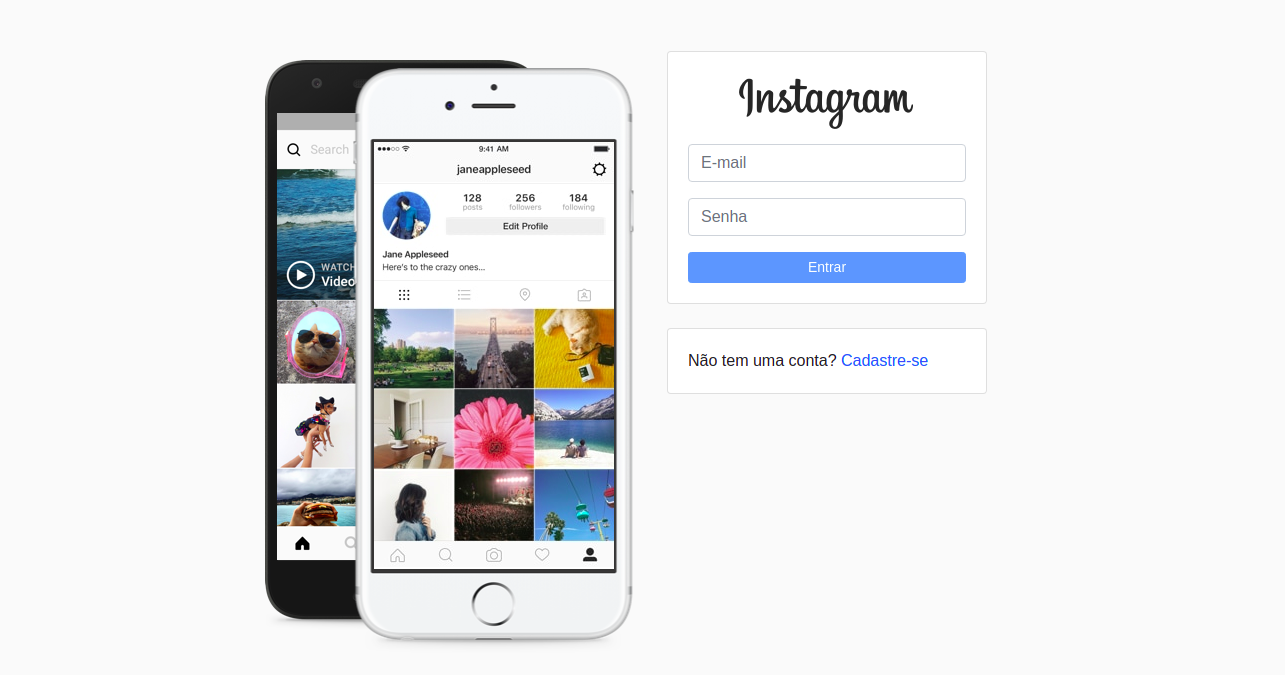 Search
WATCH
Video
9:41 AM
janeappleseed
128
256
184
posts
followers
following
Edit Profile
Jane Appleseed
Here's to the crazy ones...
Instagram
E-mail
Senha
Entrar
Não tem uma conta? Cadastre-se